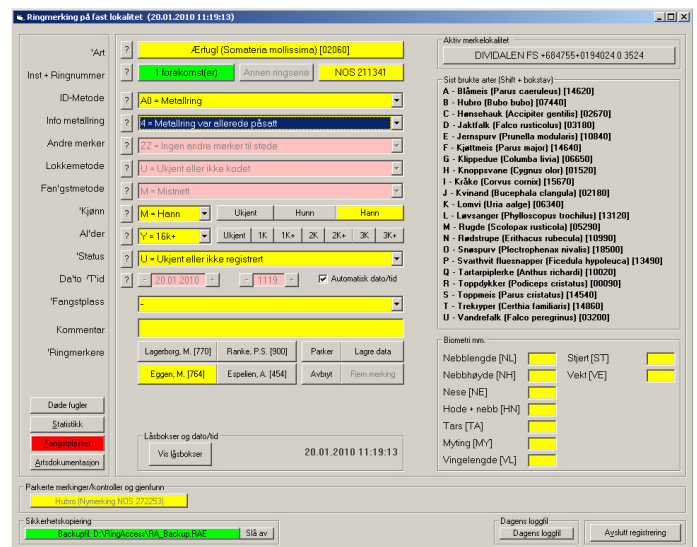 Ringmerking på fast lokalitet (20.01.2010 11:19:13)
'Art ? Ærfugl (Somateria mollissima) [02060]
Inst + Ringnummer ? 1 forekomst(er) Annen ringserie NOS 211341
ID-Metode ? A0 = Metallring
Info metallring ? 4 = Metallring var allerede påsatt
Andre merker ? ZZ = Ingen andre merker til stede
Lokkemetode ? U = Ukjent eller ikke kodet
Fan'gstmetode ? M = Mistnett
'Kjønn ? M = Hann Ukjent Hunn Hann
Al'der ? Y = 16k+ Ukjent 1K 1K+ 2K 2K+ 3K 3K+
'Status ? U = Ukjent eller ikke registrert
Da'to 'T'id ? - 20.01.2010 + - 1119 + Automatisk dato/tid
'Fangstplass -
Kommentar
'Ringmerkere Lagerborg, M. [770] Ranke, P.S. [900] Parker Lagre data
Eggen, M. [764] Espelien, A. [454] Avbryt Fjern merking
Døde fugler
Statistikk
Fangstplasser
Artsdokumentasjon
Låsbokser og dato/tid
Vis låsbokser 20.01.2010 11:19:13
Aktiv merkelokalitet
DIVIDALEN FS +684755+0194024 0 3524
Sist brukte arter (Shift + bokstav)
A - Blåmeis (Parus caeruleus) [14620]
B - Hubro (Bubo bubo) [07440]
C - Hønsehauk (Accipiter gentilis) [02670]
D - Jaktfalk (Falco rusticolus) [03180]
E - Jernspurv (Prunella modularis) [10840]
F - Kjøttmeis (Parus major) [14640]
G - Klippedue (Columba livia) [06650]
H - Knoppsvane (Cygnus olor) [01520]
I - Kråke (Corvus cornix) [15670]
J - Kvinand (Bucephala clangula) [02180]
K - Lomvi (Uria aalge) [06340]
L - Løvsanger (Phylloscopus trochilus) [13120]
M - Rugde (Scolopax rusticola) [05290]
N - Rødstrupe (Erithacus rubecula) [10990]
O - Snøspurv (Plectrophenax nivalis) [18500]
P - Svarthvit fluesnapper (Ficedula hypoleuca) [13490]
Q - Tartarpiplerke (Anthus richardi) [10020]
R - Toppdykker (Podiceps cristatus) [00090]
S - Toppmeis (Parus cristatus) [14540]
T - Trekryper (Certhia familiaris) [14860]
U - Vandrefalk (Falco peregrinus) [03200]
Biometri mm.
Nebblengde [NL] Stjert [ST]
Nebbhøyde [NH] Vekt [VE]
Nese [NE]
Hode + nebb [HN]
Tars [TA]
Myting [MY]
Vingelengde [VL]
Parkerte merkinger/kontroller og gjenfunn
Hubro (Nymerking NOS 272253)
Sikkerhetskopiering
Backupfil: D:\RingAccess\RA_Backup.RAE Slå av
Dagens loggfil
Dagens loggfil
Avslutt registrering